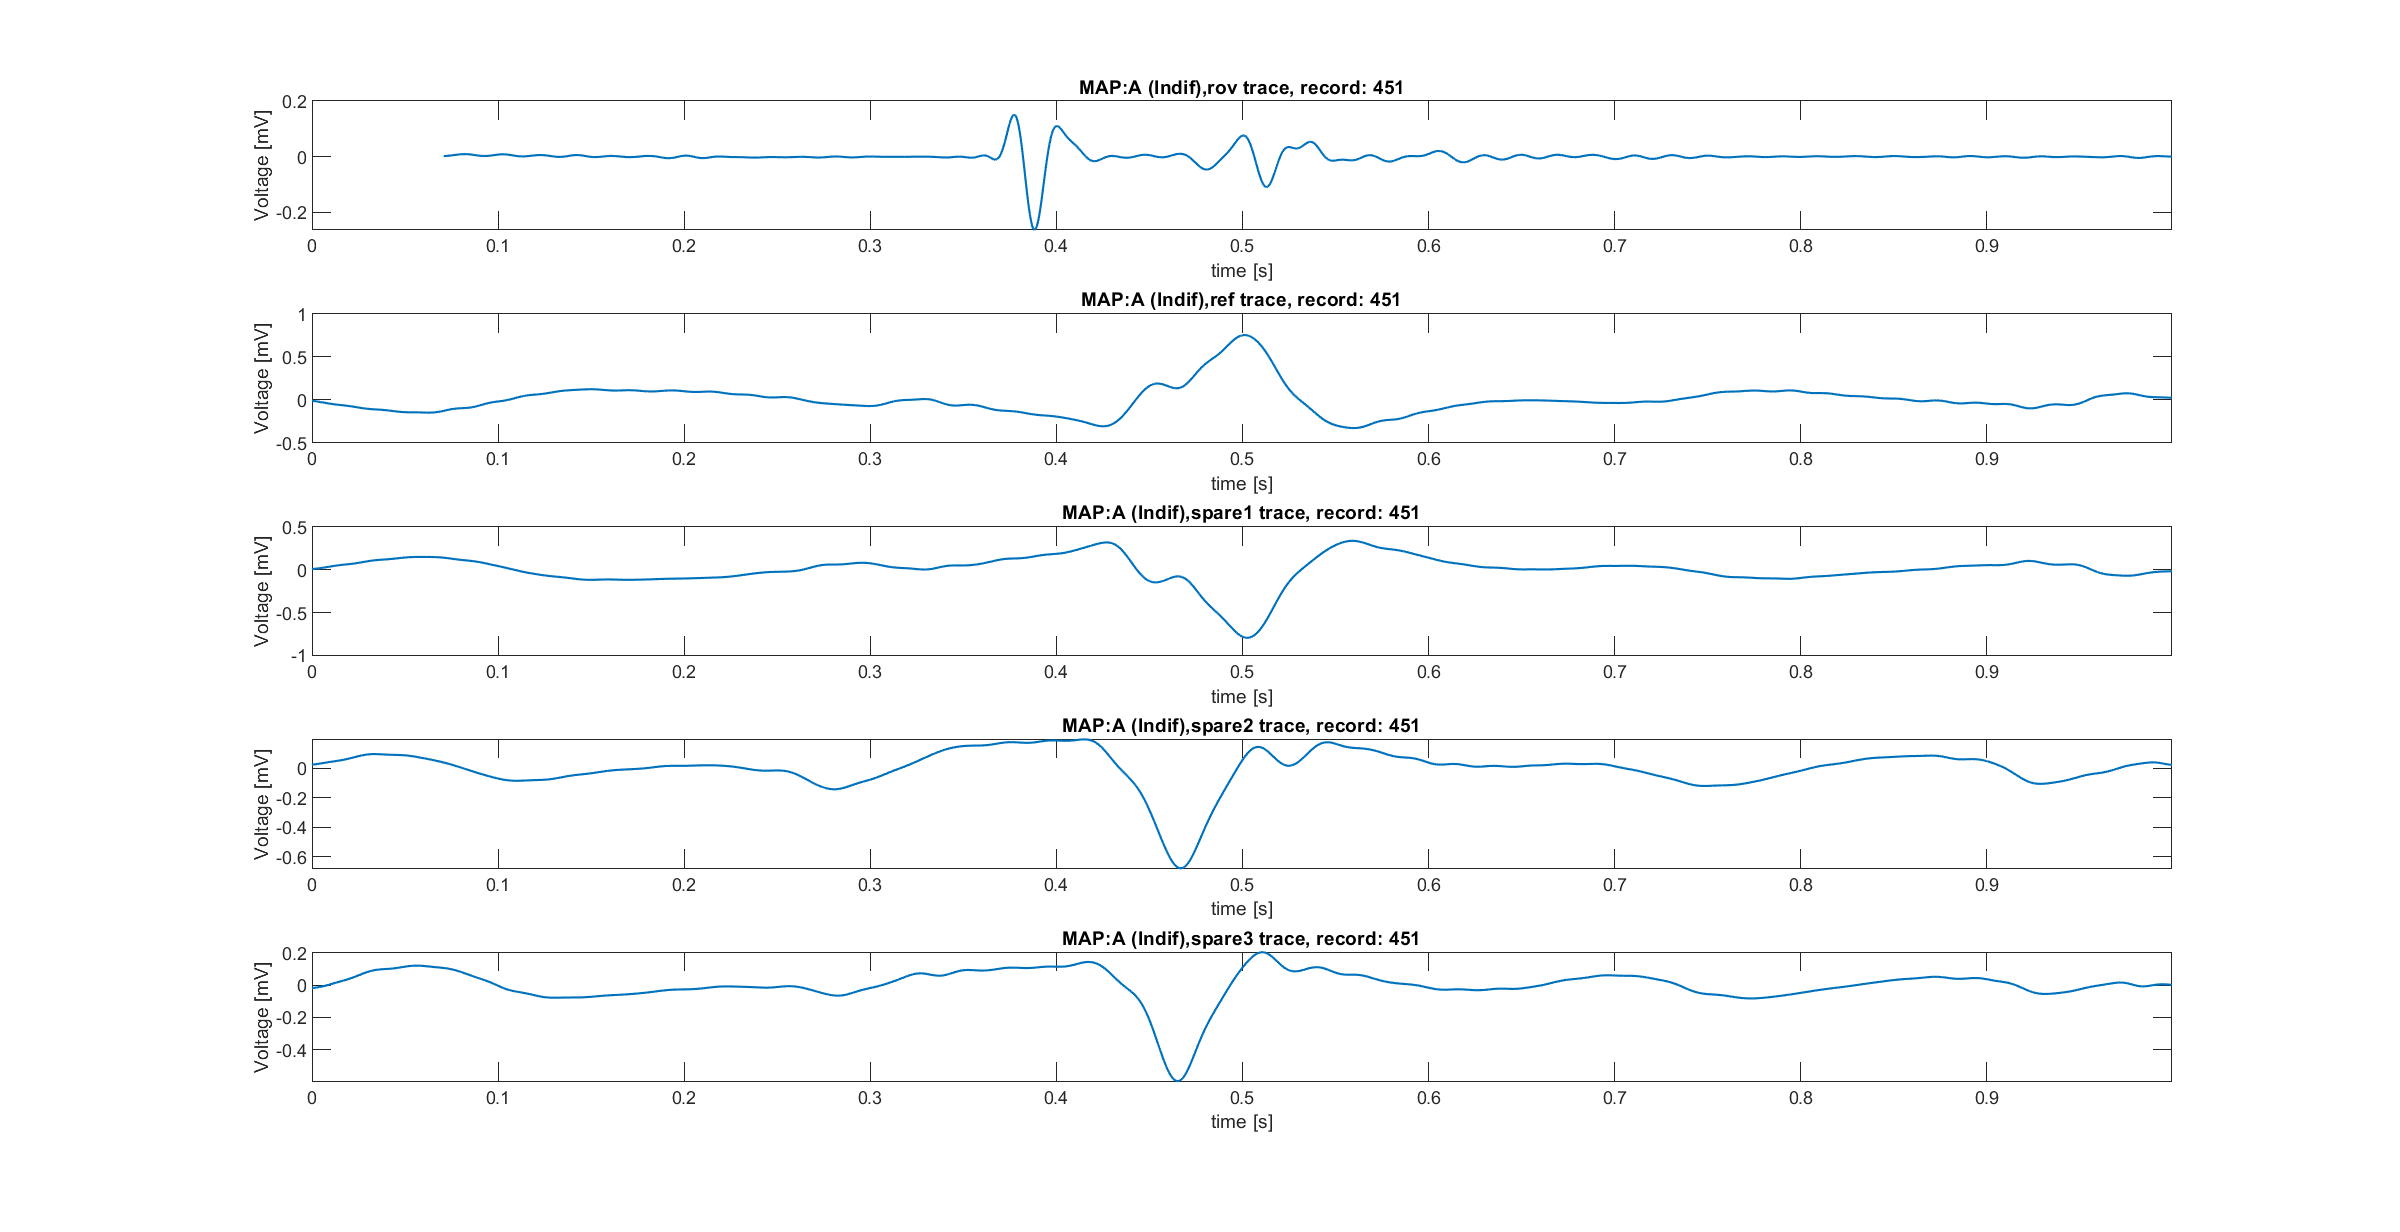 MAP:A (Indif),rov trace, record: 451
Voltage [mV]
0.2
0
-0.2
0 0.1 0.2 0.3 0.4 0.5 0.6 0.7 0.8 0.9
time [s]
MAP:A (Indif),ref trace, record: 451
Voltage [mV]
1
0.5
0
-0.5
0 0.1 0.2 0.3 0.4 0.5 0.6 0.7 0.8 0.9
time [s]
MAP:A (Indif),spare1 trace, record: 451
Voltage [mV]
0.5
0
-0.5
-1
0 0.1 0.2 0.3 0.4 0.5 0.6 0.7 0.8 0.9
time [s]
MAP:A (Indif),spare2 trace, record: 451
Voltage [mV]
0
-0.2
-0.4
-0.6
0 0.1 0.2 0.3 0.4 0.5 0.6 0.7 0.8 0.9
time [s]
MAP:A (Indif),spare3 trace, record: 451
Voltage [mV]
0.2
0
-0.2
-0.4
0 0.1 0.2 0.3 0.4 0.5 0.6 0.7 0.8 0.9
time [s]